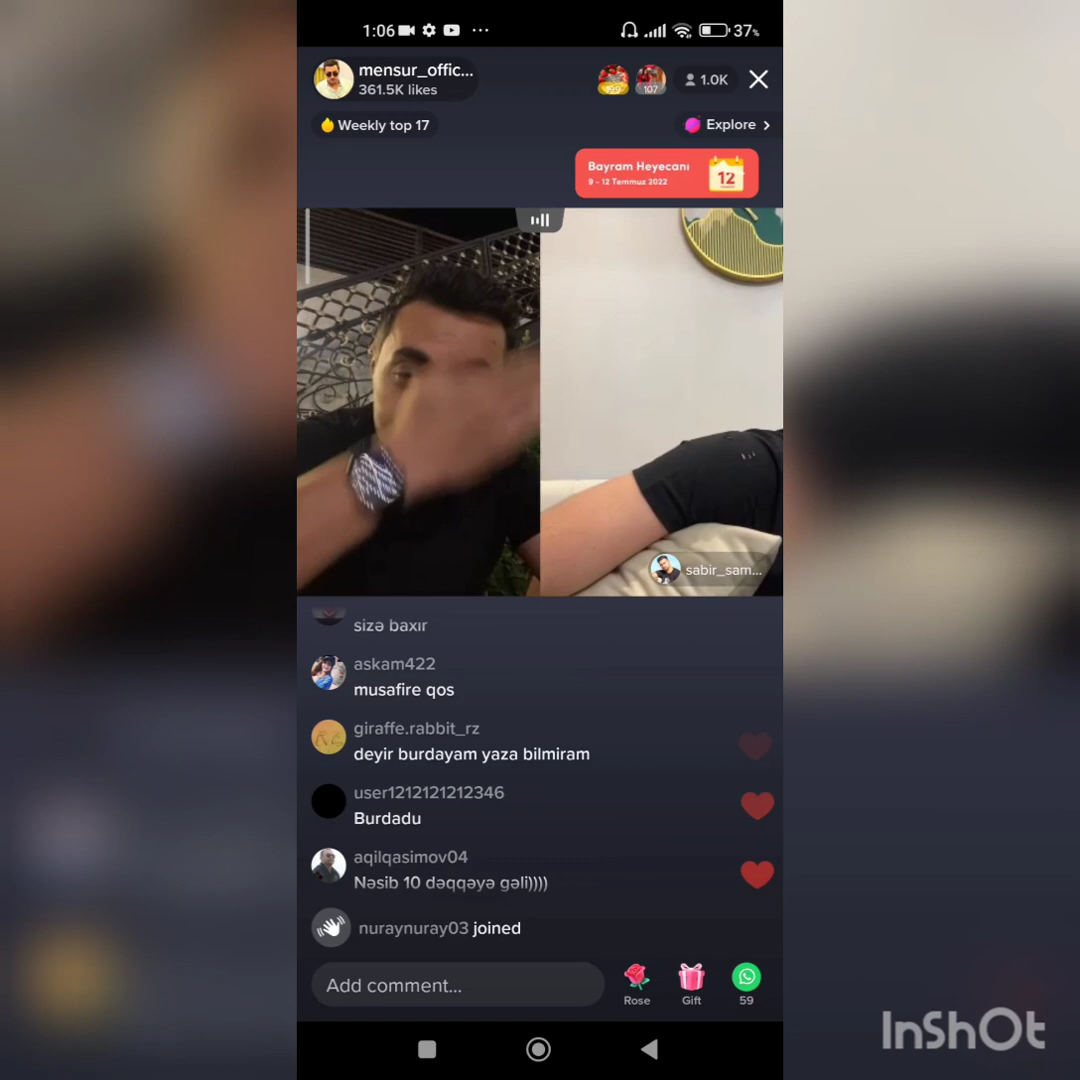 1:06 ... 37%
mensur_offic...
361.5K likes
199 107 1.0K
Weekly top 17
Explore
Bayram Heyecanı
9 - 12 Temmuz 2022
12
sabir_sam...
sizə baxır
askam422
musafire qos
giraffe.rabbit_rz
deyir burdayam yaza bilmiram
user1212121212346
Burdadu
aqilqasimov04
Nəsib 10 dəqqəyə gəli))))
nuraynuray03 joined
Add comment...
Rose Gift 59
InShOt